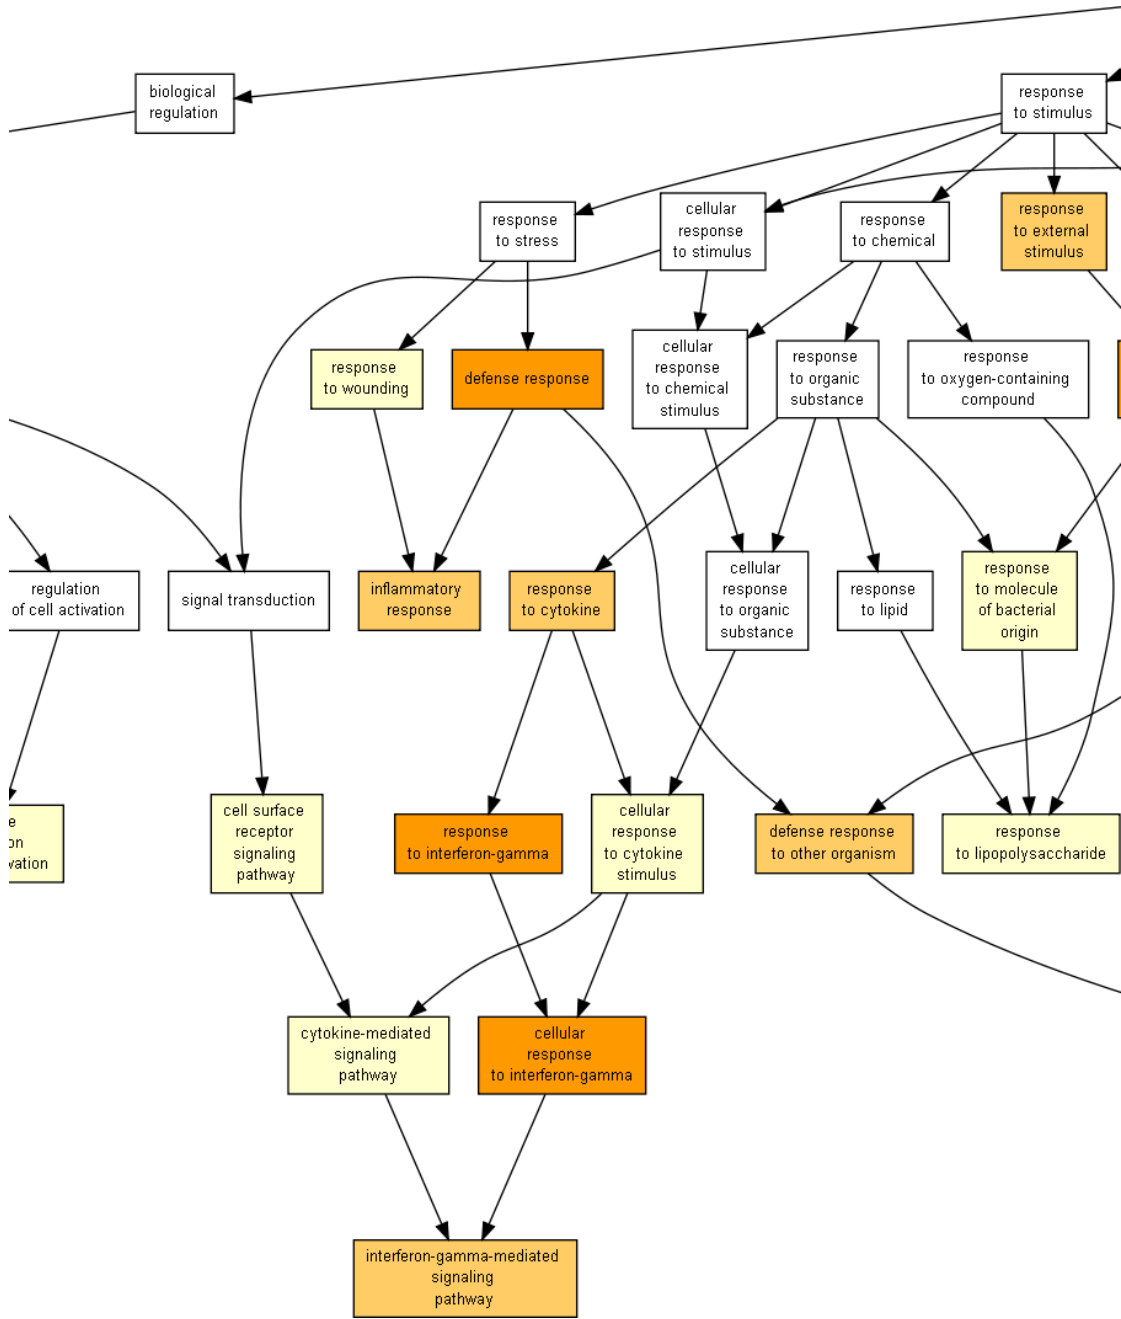 biological
regulation
response
to stimulus
response
to stress
cellular
response
to stimulus
response
to chemical
response
to external
stimulus
response
to wounding
defense response
cellular
response
to chemical
stimulus
response
to organic
substance
response
to oxygen-containing
compound
regulation
of cell activation
signal transduction
inflammatory
response
response
to cytokine
cellular
response
to organic
substance
response
to lipid
response
to molecule
of bacterial
origin
e
on
vation
cell surface
receptor
signaling
pathway
response
to interferon-gamma
cellular
response
to cytokine
stimulus
defense response
to other organism
response
to lipopolysaccharide
cytokine-mediated
signaling
pathway
cellular
response
to interferon-gamma
interferon-gamma-mediated
signaling
pathway